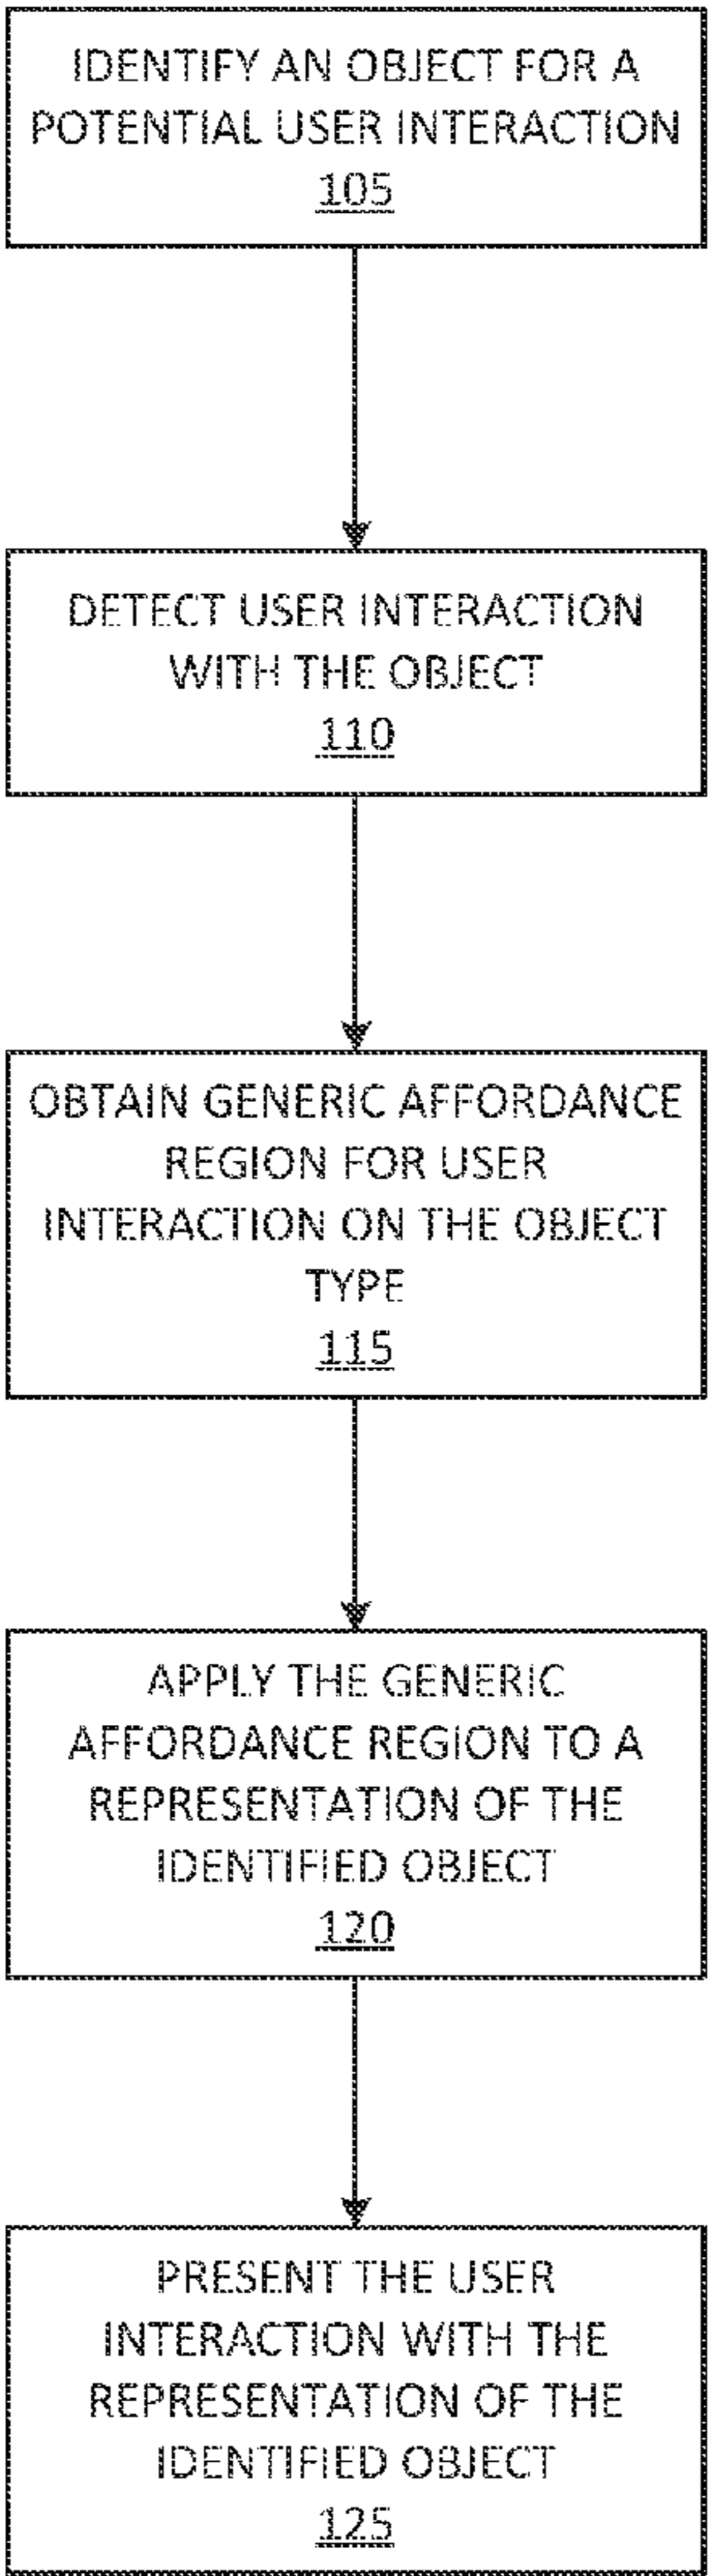 IDENTIFY AN OBJECT FOR A
POTENTIAL USER INTERACTION
105
DETECT USER INTERACTION
WITH THE OBJECT
110
OBTAIN GENERIC AFFORDANCE
REGION FOR USER
INTERACTION ON THE OBJECT
TYPE
115
APPLY THE GENERIC
AFFORDANCE REGION TO A
REPRESENTATION OF THE
IDENTIFIED OBJECT
120
PRESENT THE USER
INTERACTION WITH THE
REPRESENTATION OF THE
IDENTIFIED OBJECT
125